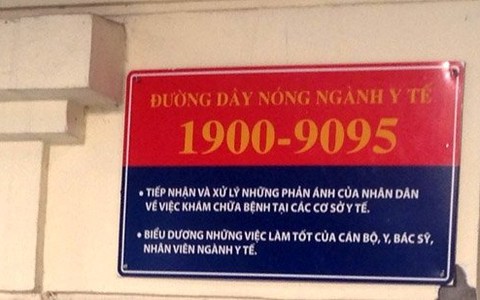 ĐƯỜNG DÂY NÓNG NGÀNH Y TẾ
1900-9095
• TIẾP NHẬN VÀ XỬ LÝ NHỮNG PHẢN ÁNH CỦA NHÂN DÂN
VỀ VIỆC KHÁM CHỮA BỆNH TẠI CÁC CƠ SỞ Y TẾ.
• BIỂU DƯƠNG NHỮNG VIỆC LÀM TỐT CỦA CÁN BỘ, Y, BÁC SỸ,
NHÂN VIÊN NGÀNH Y TẾ.